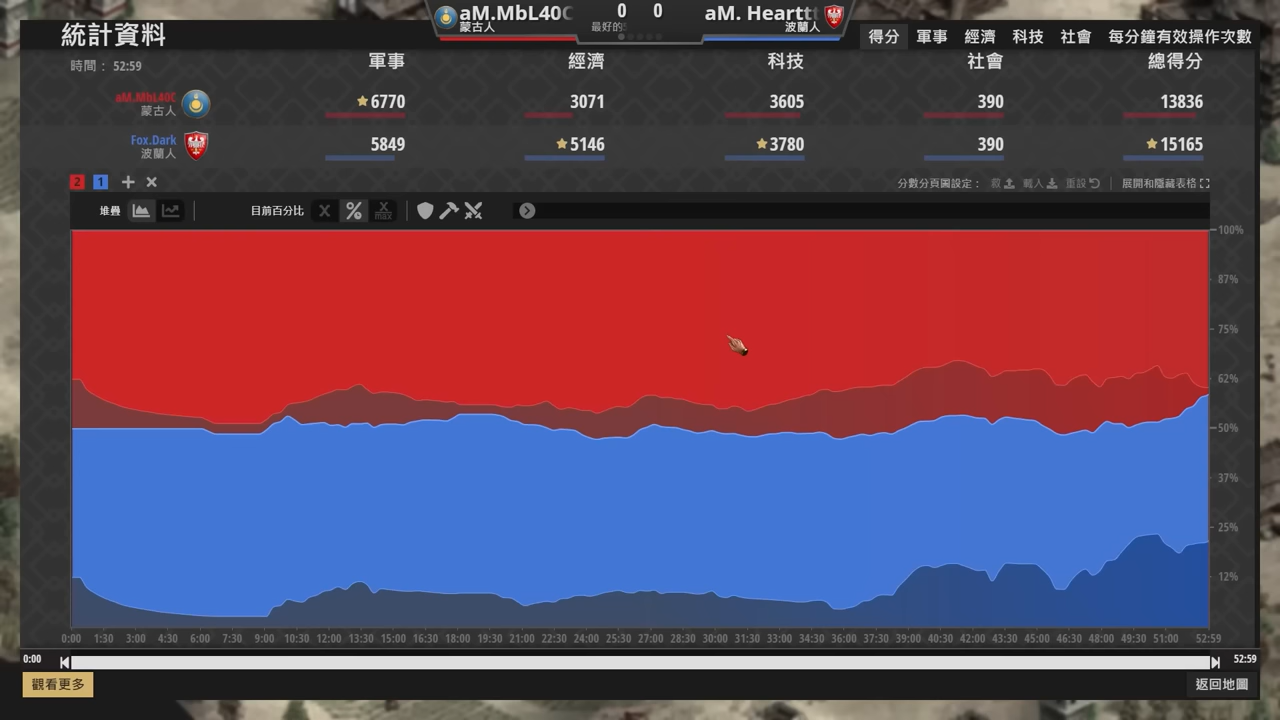 aM.MbL40C 0 0 aM. Heartt
蒙古人 最好的 波蘭人
統計資料
得分 軍事 經濟 科技 社會 每分鐘有效操作次數
時間： 52:59 軍事 經濟 科技 社會 總得分
aM.MbL40C 6770 3071 3605 390 13836
蒙古人
Fox.Dark 5849 5146 3780 390 15165
波蘭人
2 1 分數分頁圖設定： 載入 重設 展開和隱藏表格
堆疊 目前百分比 X % X max
100%
87%
75%
62%
50%
37%
25%
12%
0:00 1:30 3:00 4:30 6:00 7:30 9:00 10:30 12:00 13:30 15:00 16:30 18:00 19:30 21:00 22:30 24:00 25:30 27:00 28:30 30:00 31:30 33:00 34:30 36:00 37:30 39:00 40:30 42:00 43:30 45:00 46:30 48:00 49:30 51:00 52:59
0:00 52:59
觀看更多 返回地圖